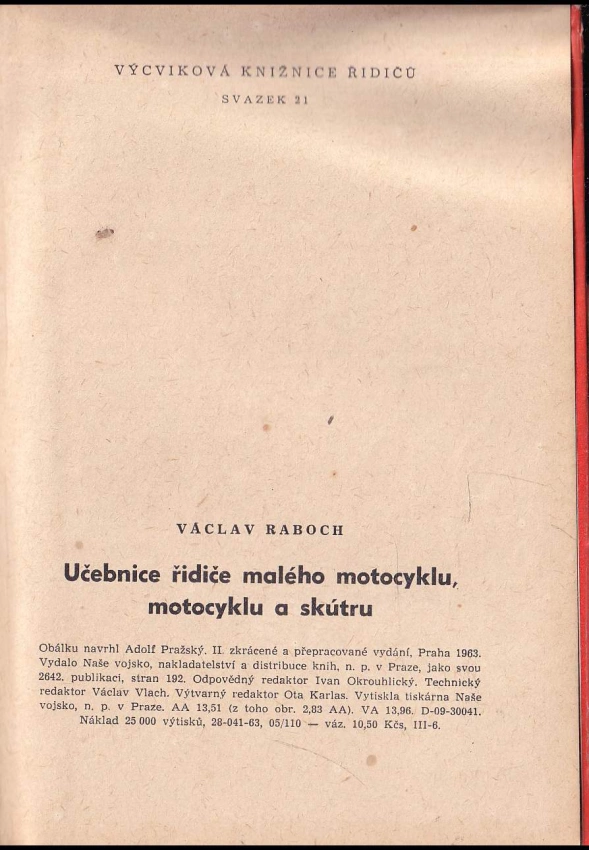 VÝCVIKOVÁ KNIŽNICE ŘIDIČŮ
SVAZEK 21
VÁCLAV RABOCH
Učebnice řidiče malého motocyklu,
motocyklu a skútru
Obálku navrhl Adolf Pražský. II. zkrácené a přepracované vydání, Praha 1963.
Vydalo Naše vojsko, nakladatelství a distribuce knih, n. p. v Praze, jako svou
2642. publikaci, stran 192. Odpovědný redaktor Ivan Okrouhlický. Technický
redaktor Václav Vlach. Výtvarný redaktor Ota Karlas. Vytiskla tiskárna Naše
vojsko, n. p. v Praze. AA 13,51 (z toho obr. 2,83 AA). VA 13,96. D-09-30041.
Náklad 25 000 výtisků, 28-041-63, 05/110 — váz. 10,50 Kčs, III-6.